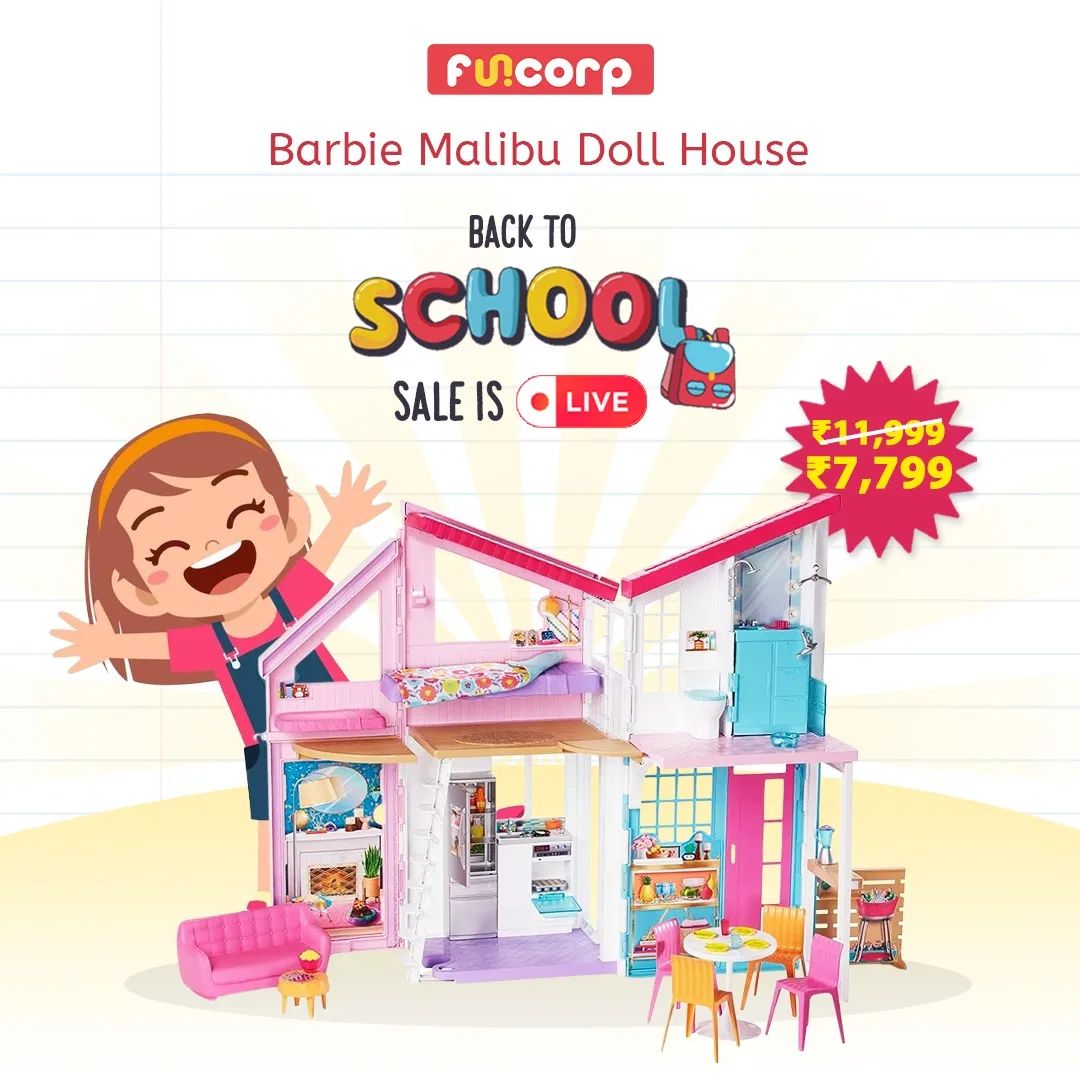 Funcorp
Barbie Malibu Doll House
BACK TO
SCHOOL
SALE IS LIVE
₹11,999
₹7,799